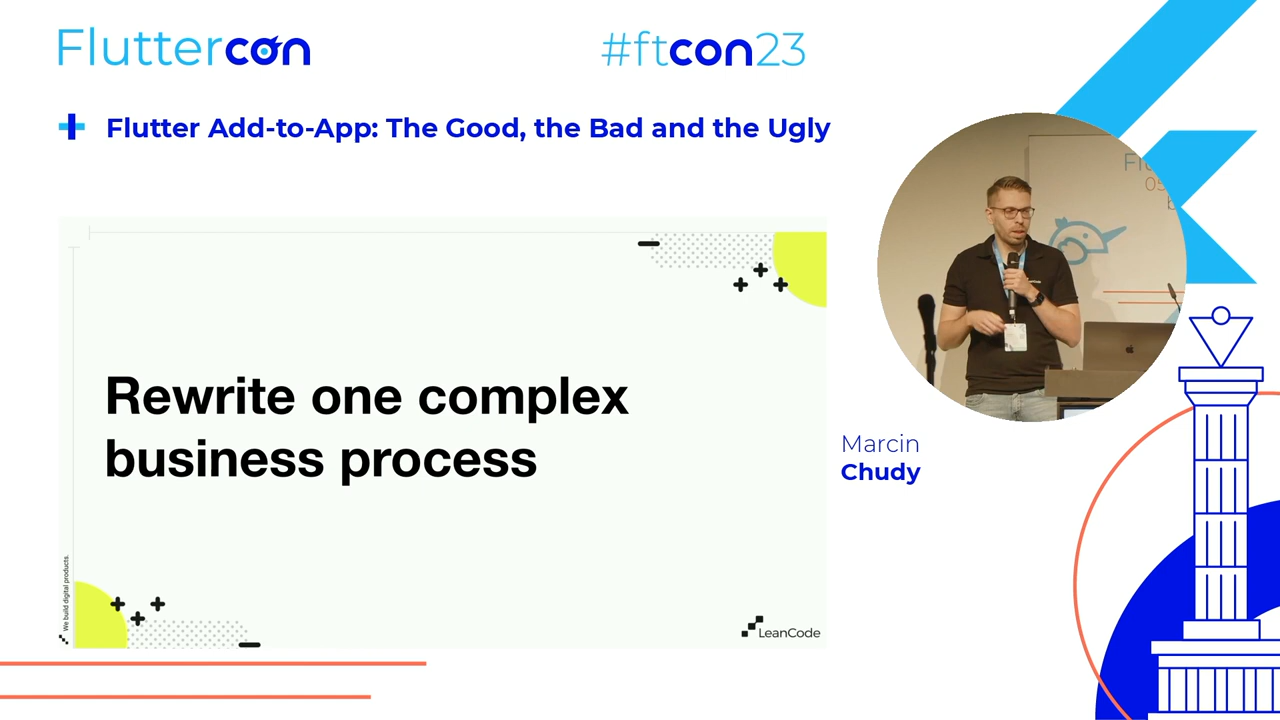 Fluttercon
#ftcon23
Flutter Add-to-App: The Good, the Bad and the Ugly
Rewrite one complex
business process
We build digital products.
LeanCode
Marcin
Chudy